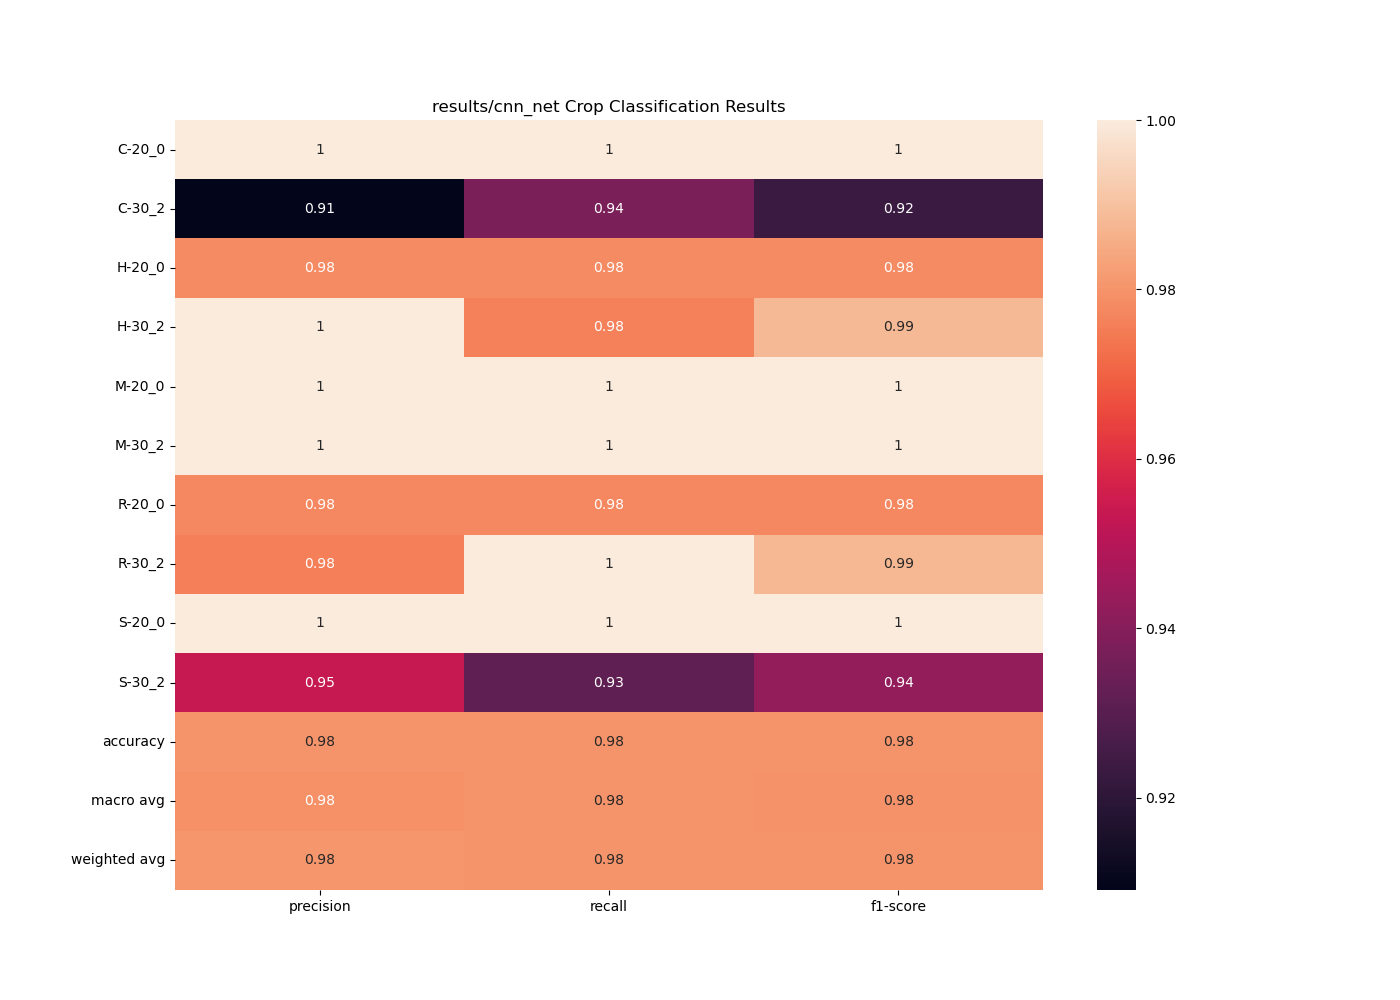 results/cnn_net Crop Classification Results
C-20_0 1 1 1 1.00
C-30_2 0.91 0.94 0.92
H-20_0 0.98 0.98 0.98
0.98
H-30_2 1 0.98 0.99
M-20_0 1 1 1
M-30_2 1 1 1
0.96
R-20_0 0.98 0.98 0.98
R-30_2 0.98 1 0.99
S-20_0 1 1 1
0.94
S-30_2 0.95 0.93 0.94
accuracy 0.98 0.98 0.98
macro avg 0.98 0.98 0.98
0.92
weighted avg 0.98 0.98 0.98
precision recall f1-score